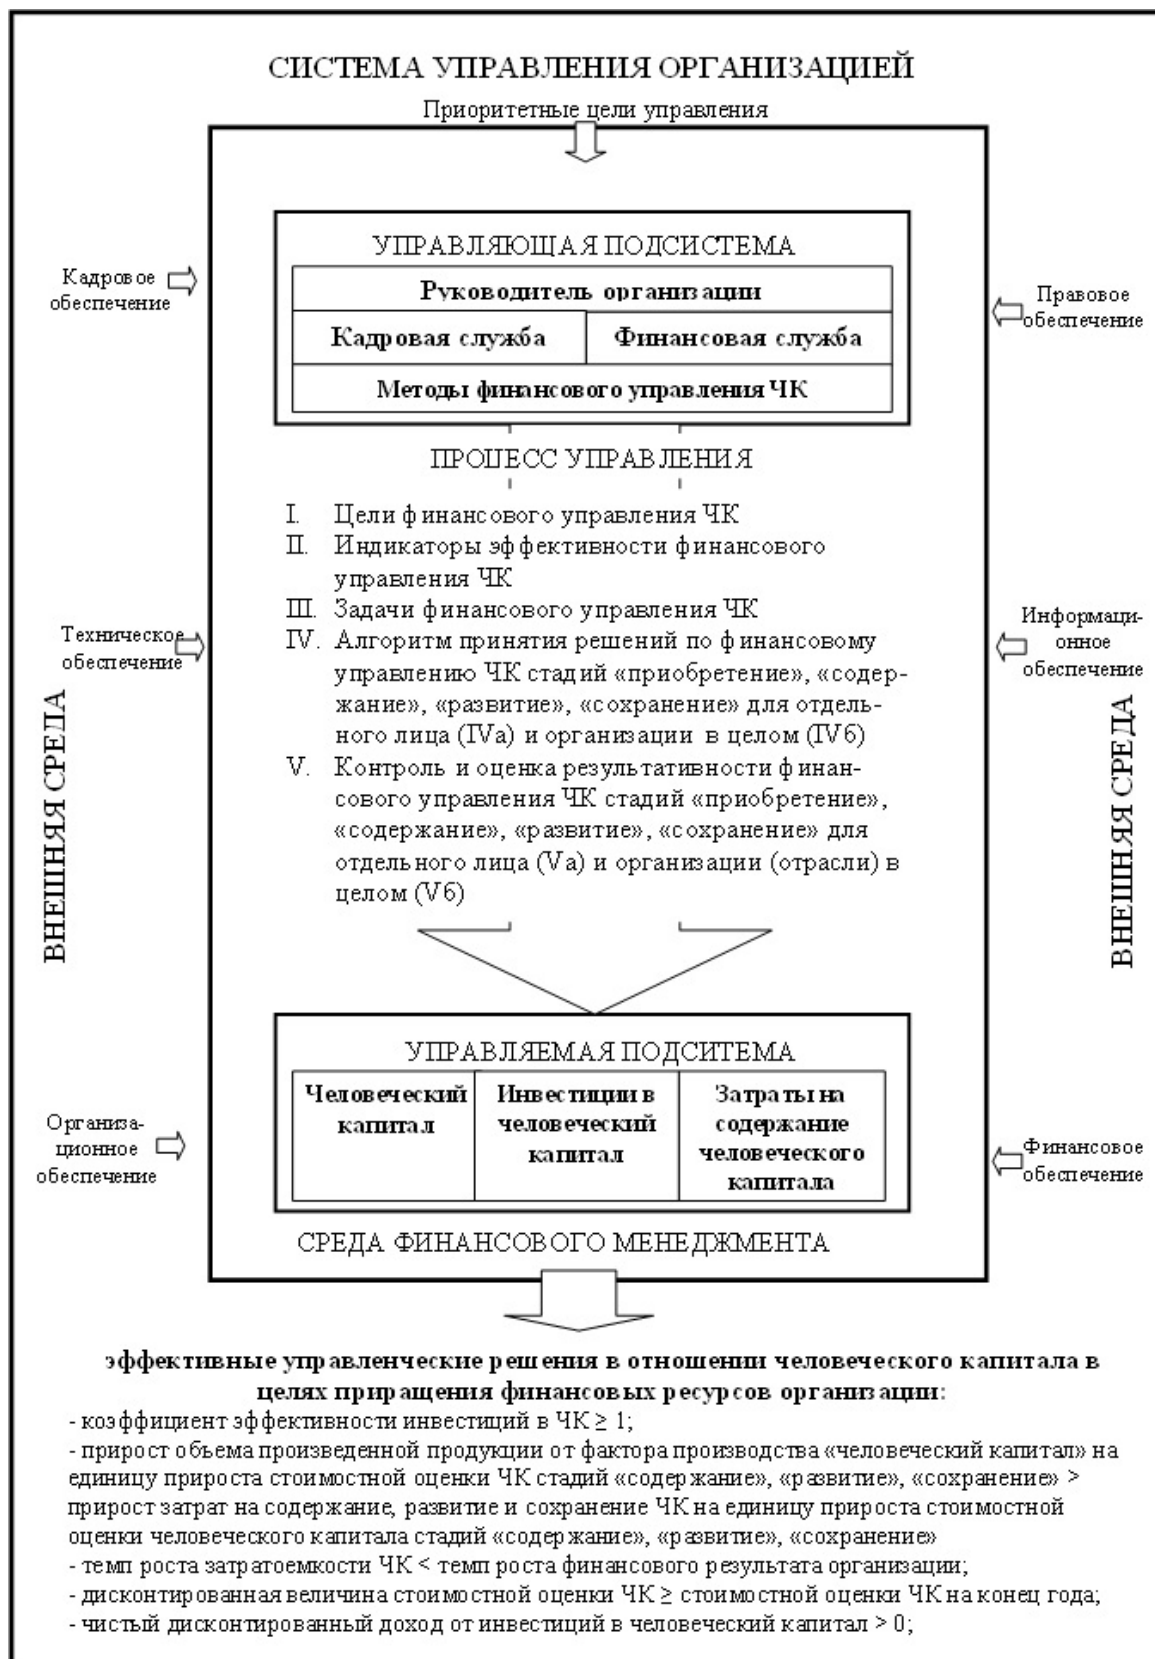 СИСТЕМА УПРАВЛЕНИЯ ОРГАНИЗАЦИЕЙ
Приоритетные цели управления
УПРАВЛЯЮЩАЯ ПОДСИСТЕМА
Руководитель организации
Кадровая служба
Финансовая служба
Методы финансового управления ЧК
Кадровое
обеспечение
Правовое
обеспечение
ПРОЦЕСС УПРАВЛЕНИЯ
I. Цели финансового управления ЧК
II. Индикаторы эффективности финансового
управления ЧК
III. Задачи финансового управления ЧК
IV. Алгоритм принятия решений по финансовому
управлению ЧК стадий «приобретение», «содер-
жание», «развитие», «сохранение» для отдель-
ного лица (IVа) и организации в целом (IVб)
V. Контроль и оценка результативности финан-
сового управления ЧК стадий «приобретение»,
«содержание», «развитие», «сохранение» для
отдельного лица (Vа) и организации (отрасли) в
целом (Vб)
Техническое
обеспечение
Информаци-
онное
обеспечение
ВНЕШНЯЯ СРЕДА
ВНЕШНЯЯ СРЕДА
УПРАВЛЯЕМАЯ ПОДСИТЕМА
Человеческий
капитал
Инвестиции в
человеческий
капитал
Затраты на
содержание
человеческого
капитала
Организа-
ционное
обеспечение
Финансовое
обеспечение
СРЕДА ФИНАНСОВОГО МЕНЕДЖМЕНТА
эффективные управленческие решения в отношении человеческого капитала в
целях приращения финансовых ресурсов организации:
- коэффициент эффективности инвестиций в ЧК ≥ 1;
- прирост объема произведенной продукции от фактора производства «человеческий капитал» на
единицу прироста стоимостной оценки ЧК стадий «содержание», «развитие», «сохранение» >
прирост затрат на содержание, развитие и сохранение ЧК на единицу прироста стоимостной
оценки человеческого капитала стадий «содержание», «развитие», «сохранение»
- темп роста затратоемкости ЧК < темп роста финансового результата организации;
- дисконтированная величина стоимостной оценки ЧК ≥ стоимостной оценки ЧК на конец года;
- чистый дисконтированный доход от инвестиций в человеческий капитал > 0;